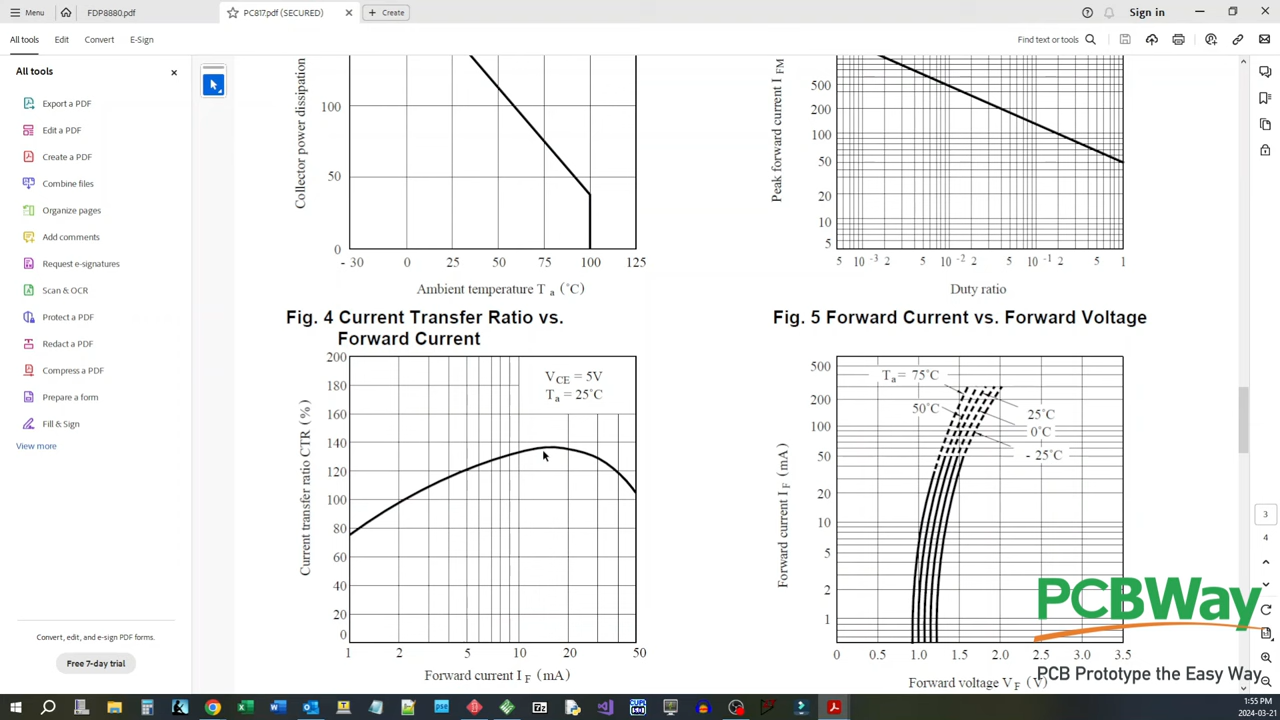 Menu
FDP8880.pdf
PC817.pdf (SECURED)
Create
Sign in
All tools
Edit
Convert
E-Sign
Find text or tools
All tools
Export a PDF
Edit a PDF
Create a PDF
Combine files
Organize pages
Add comments
Request e-signatures
Scan & OCR
Protect a PDF
Redact a PDF
Compress a PDF
Prepare a form
Fill & Sign
View more
Convert, edit, and e-sign PDF forms.
Free 7-day trial
Collector power dissipation
100
50
0
- 30
0
25
50
75
100
125
Ambient temperature T a (˚C)
Peak forward current I FM
500
200
100
50
20
10
5
5
10 -3
2
5
10 -2
2
5
10 -1
2
5
1
Duty ratio
Fig. 4 Current Transfer Ratio vs.
Forward Current
Current transfer ratio CTR (%)
200
180
160
140
120
100
80
60
40
20
0
VCE = 5V
Ta = 25˚C
1
2
5
10
20
50
Forward current I F (mA)
Fig. 5 Forward Current vs. Forward Voltage
Forward current I F (mA)
500
200
100
50
20
10
5
2
1
Ta = 75˚C
50˚C
25˚C
0˚C
- 25˚C
0
0.5
1.0
1.5
2.0
2.5
3.0
3.5
Forward voltage V F (V)
3
4
PCBWay
PCB Prototype the Easy Way
1:55 PM
2024-03-21